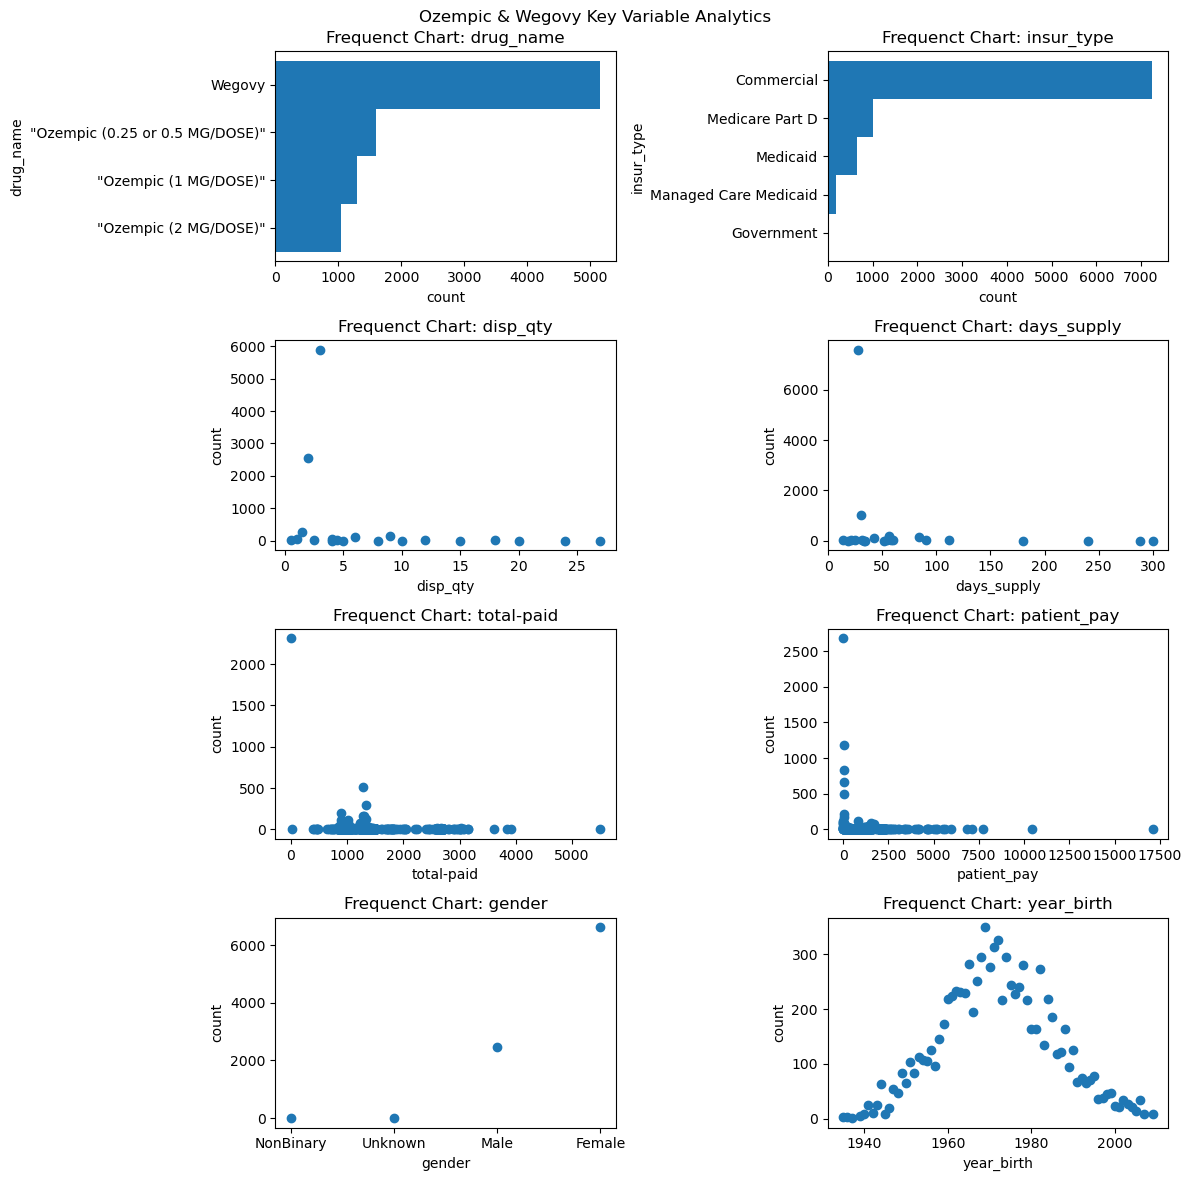 Ozempic & Wegovy Key Variable Analytics
Frequenct Chart: drug_name
drug_name
Wegovy
"Ozempic (0.25 or 0.5 MG/DOSE)"
"Ozempic (1 MG/DOSE)"
"Ozempic (2 MG/DOSE)"
0 1000 2000 3000 4000 5000
count
Frequenct Chart: insur_type
insur_type
Commercial
Medicare Part D
Medicaid
Managed Care Medicaid
Government
0 1000 2000 3000 4000 5000 6000 7000
count
Frequenct Chart: disp_qty
count
6000
5000
4000
3000
2000
1000
0
0 5 10 15 20 25
disp_qty
Frequenct Chart: days_supply
count
6000
4000
2000
0
0 50 100 150 200 250 300
days_supply
Frequenct Chart: total-paid
count
2000
1500
1000
500
0
0 1000 2000 3000 4000 5000
total-paid
Frequenct Chart: patient_pay
count
2500
2000
1500
1000
500
0
0 2500 5000 7500 10000 12500 15000 17500
patient_pay
Frequenct Chart: gender
count
6000
4000
2000
0
NonBinary Unknown Male Female
gender
Frequenct Chart: year_birth
count
300
200
100
0
1940 1960 1980 2000
year_birth